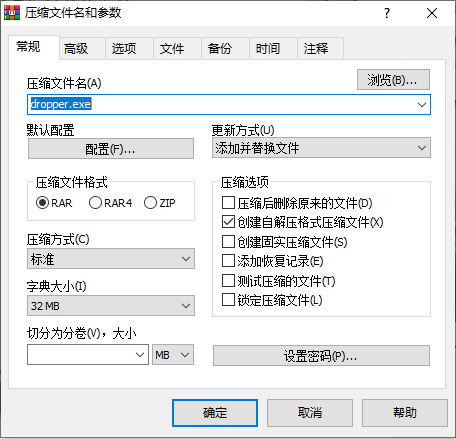 压缩文件名和参数
常规 高级 选项 文件 备份 时间 注释
压缩文件名(A)
浏览(B)...
dropper.exe
默认配置
配置(F)...
更新方式(U)
添加并替换文件
压缩文件格式
RAR RAR4 ZIP
压缩方式(C)
标准
字典大小(I)
32 MB
切分为分卷(V)，大小
MB
压缩选项
压缩后删除原来的文件(D)
创建自解压格式压缩文件(X)
创建固实压缩文件(S)
添加恢复记录(E)
测试压缩的文件(T)
锁定压缩文件(L)
设置密码(P)...
确定 取消 帮助